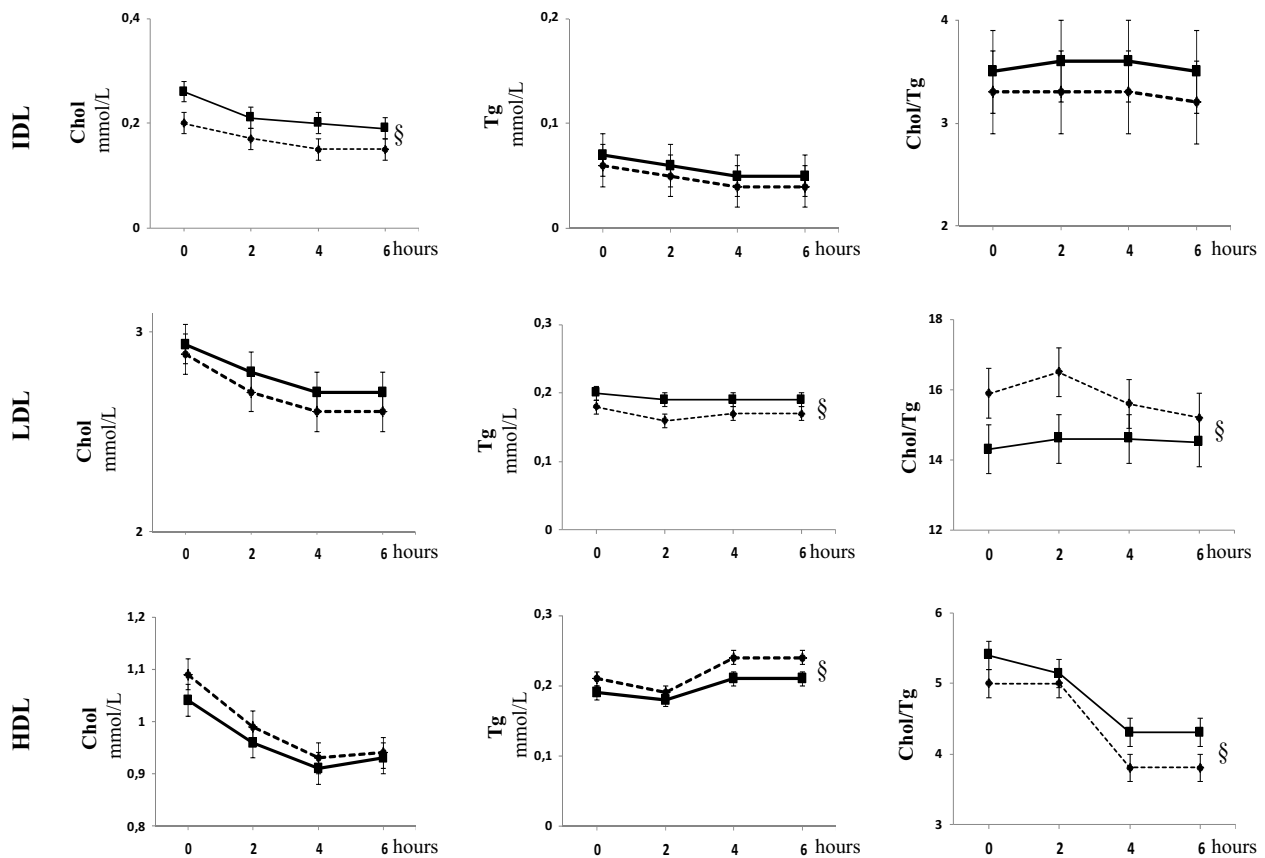 IDL
Chol
mmol/L
0,4
0,2
0
0 2 4 6 hours
§
Tg
mmol/L
0,2
0,1
0
0 2 4 6 hours
Chol/Tg
4
3
2
0 2 4 6 hours
LDL
Chol
mmol/L
3
2
0 2 4 6 hours
Tg
mmol/L
0,3
0,2
0,1
0
0 2 4 6 hours
§
Chol/Tg
18
16
14
12
0 2 4 6 hours
§
HDL
Chol
mmol/L
1,2
1,1
1
0,9
0,8
0 2 4 6 hours
Tg
mmol/L
0,3
0,2
0,1
0
0 2 4 6 hours
§
Chol/Tg
6
5
4
3
0 2 4 6 hours
§